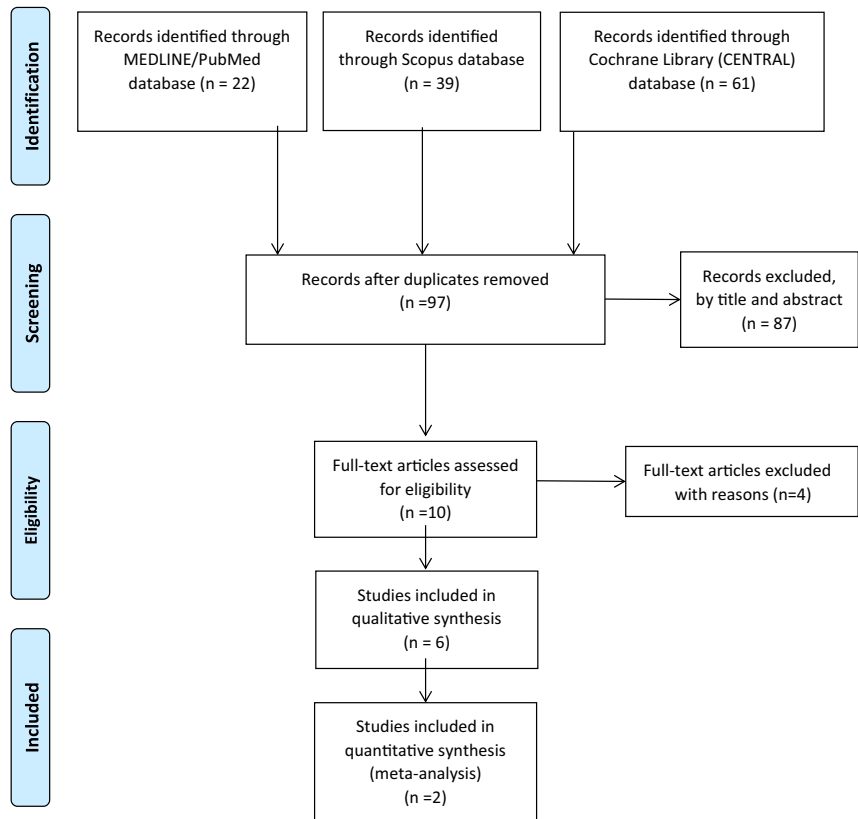 Identification
Records identified through
MEDLINE/PubMed
database (n = 22)
Records identified
through Scopus database
(n = 39)
Records identified through
Cochrane Library (CENTRAL)
database (n = 61)
Screening
Records after duplicates removed
(n =97)
Records excluded,
by title and abstract
(n = 87)
Eligibility
Full-text articles assessed
for eligibility
(n =10)
Full-text articles excluded
with reasons (n=4)
Studies included in
qualitative synthesis
(n = 6)
Included
Studies included in
quantitative synthesis
(meta-analysis)
(n =2)